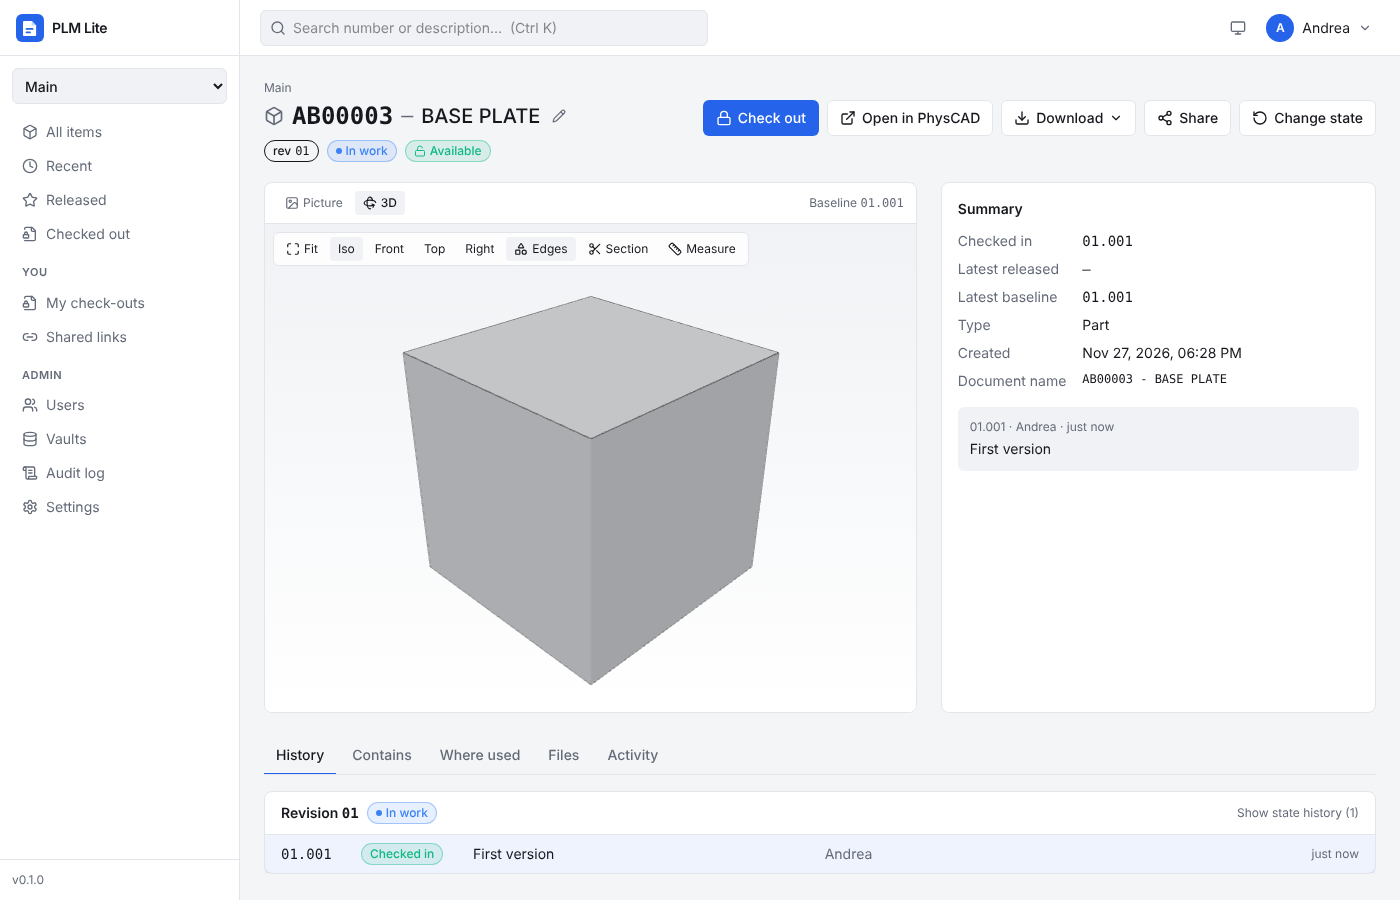 PLM Lite
Search number or description... (Ctrl K)
A
Andrea
Main
All items
Recent
Released
Checked out
YOU
My check-outs
Shared links
ADMIN
Users
Vaults
Audit log
Settings
v0.1.0
Main
AB00003 – BASE PLATE
rev 01
In work
Available
Check out
Open in PhysCAD
Download
Share
Change state
Picture
3D
Baseline 01.001
Fit
Iso
Front
Top
Right
Edges
Section
Measure
Summary
Checked in 01.001
Latest released –
Latest baseline 01.001
Type Part
Created Nov 27, 2026, 06:28 PM
Document name AB00003 - BASE PLATE
01.001 · Andrea · just now
First version
History
Contains
Where used
Files
Activity
Revision 01
In work
Show state history (1)
01.001 Checked in First version Andrea just now